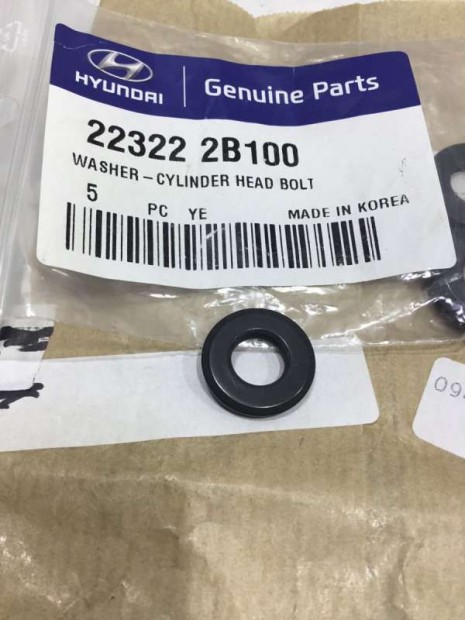 HYUNDAI | Genuine Parts
22322 2B100
WASHER-CYLINDER HEAD BOLT
5 PC YE MADE IN KOREA